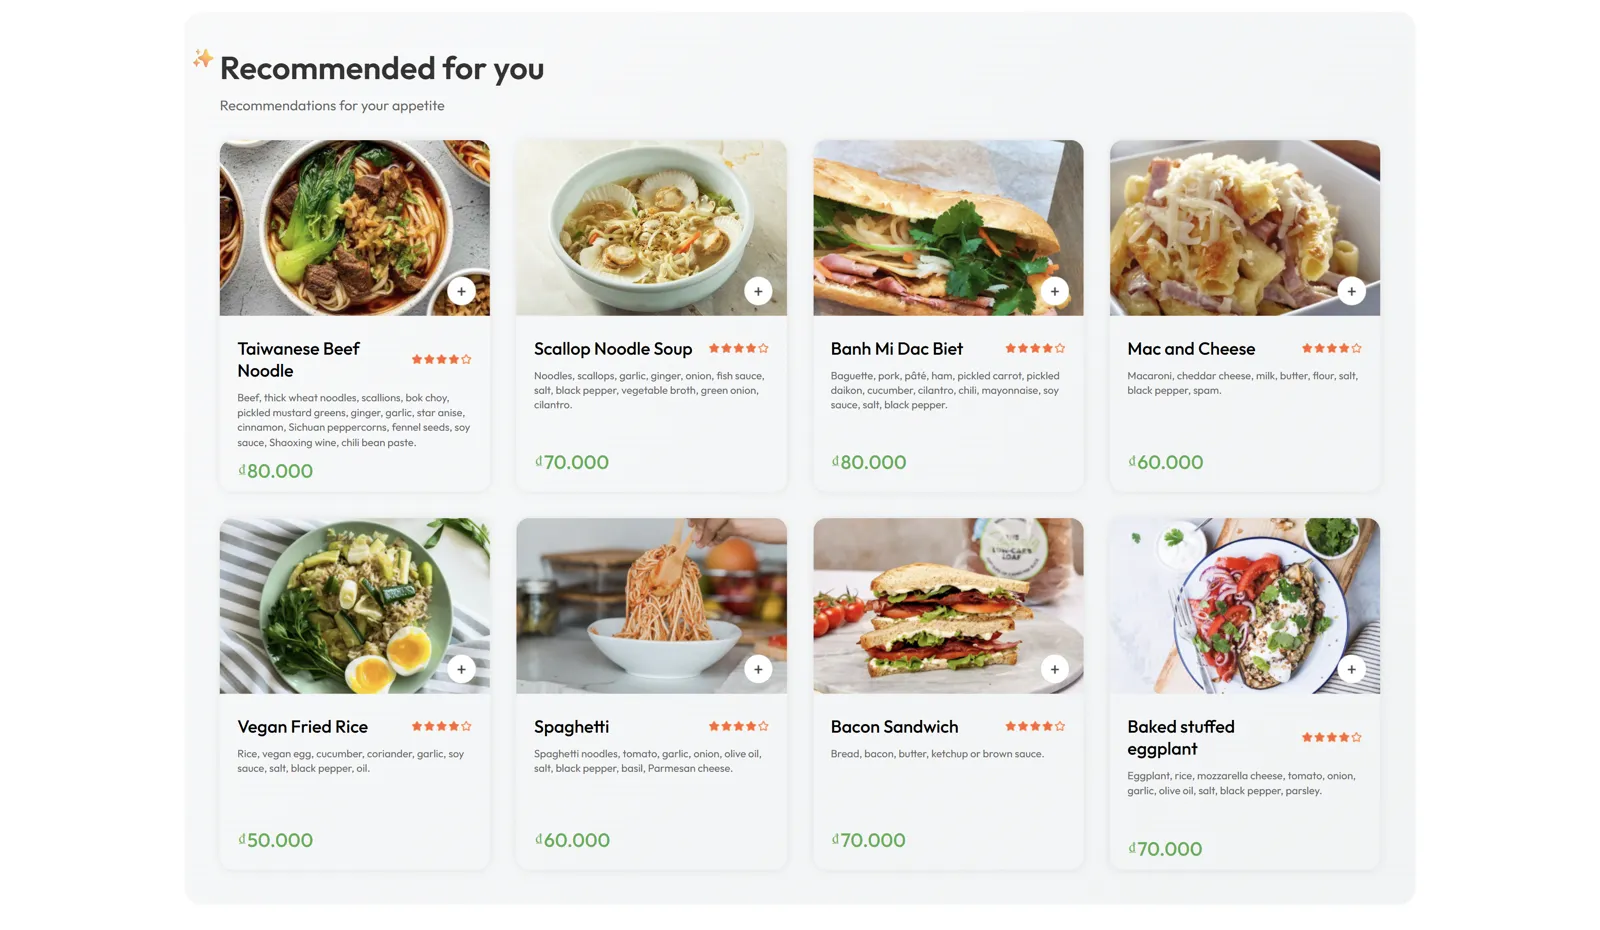 Recommended for you
Recommendations for your appetite
Taiwanese Beef
Noodle
Beef, thick wheat noodles, scallions, bok choy,
pickled mustard greens, ginger, garlic, star anise,
cinnamon, Sichuan peppercorns, fennel seeds, soy
sauce, Shaoxing wine, chili bean paste.
₫80.000
Scallop Noodle Soup
Noodles, scallops, garlic, ginger, onion, fish sauce,
salt, black pepper, vegetable broth, green onion,
cilantro.
₫70.000
Banh Mi Dac Biet
Baguette, pork, pâté, ham, pickled carrot, pickled
daikon, cucumber, cilantro, chili, mayonnaise, soy
sauce, salt, black pepper.
₫80.000
Mac and Cheese
Macaroni, cheddar cheese, milk, butter, flour, salt,
black pepper, spam.
₫60.000
LOW-CARB
LOAF
Vegan Fried Rice
Rice, vegan egg, cucumber, coriander, garlic, soy
sauce, salt, black pepper, oil.
₫50.000
Spaghetti
Spaghetti noodles, tomato, garlic, onion, olive oil,
salt, black pepper, basil, Parmesan cheese.
₫60.000
Bacon Sandwich
Bread, bacon, butter, ketchup or brown sauce.
₫70.000
Baked stuffed
eggplant
Eggplant, rice, mozzarella cheese, tomato, onion,
garlic, olive oil, salt, black pepper, parsley.
₫70.000